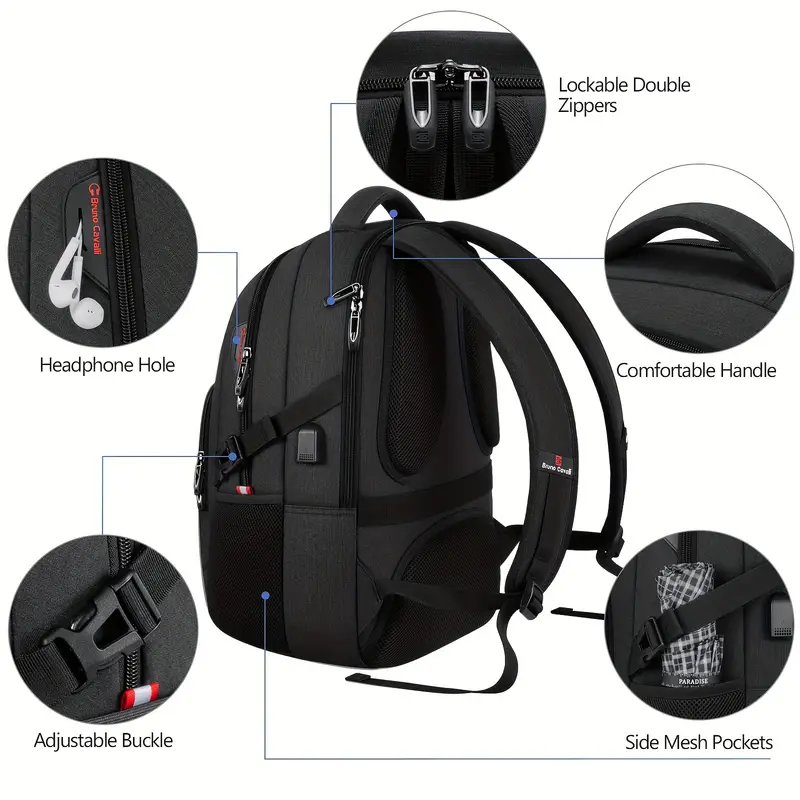 Lockable Double
Zippers
Bruno Cavalli
Headphone Hole
Comfortable Handle
Bruno Cavalli
PARADISE
Adjustable Buckle
Side Mesh Pockets